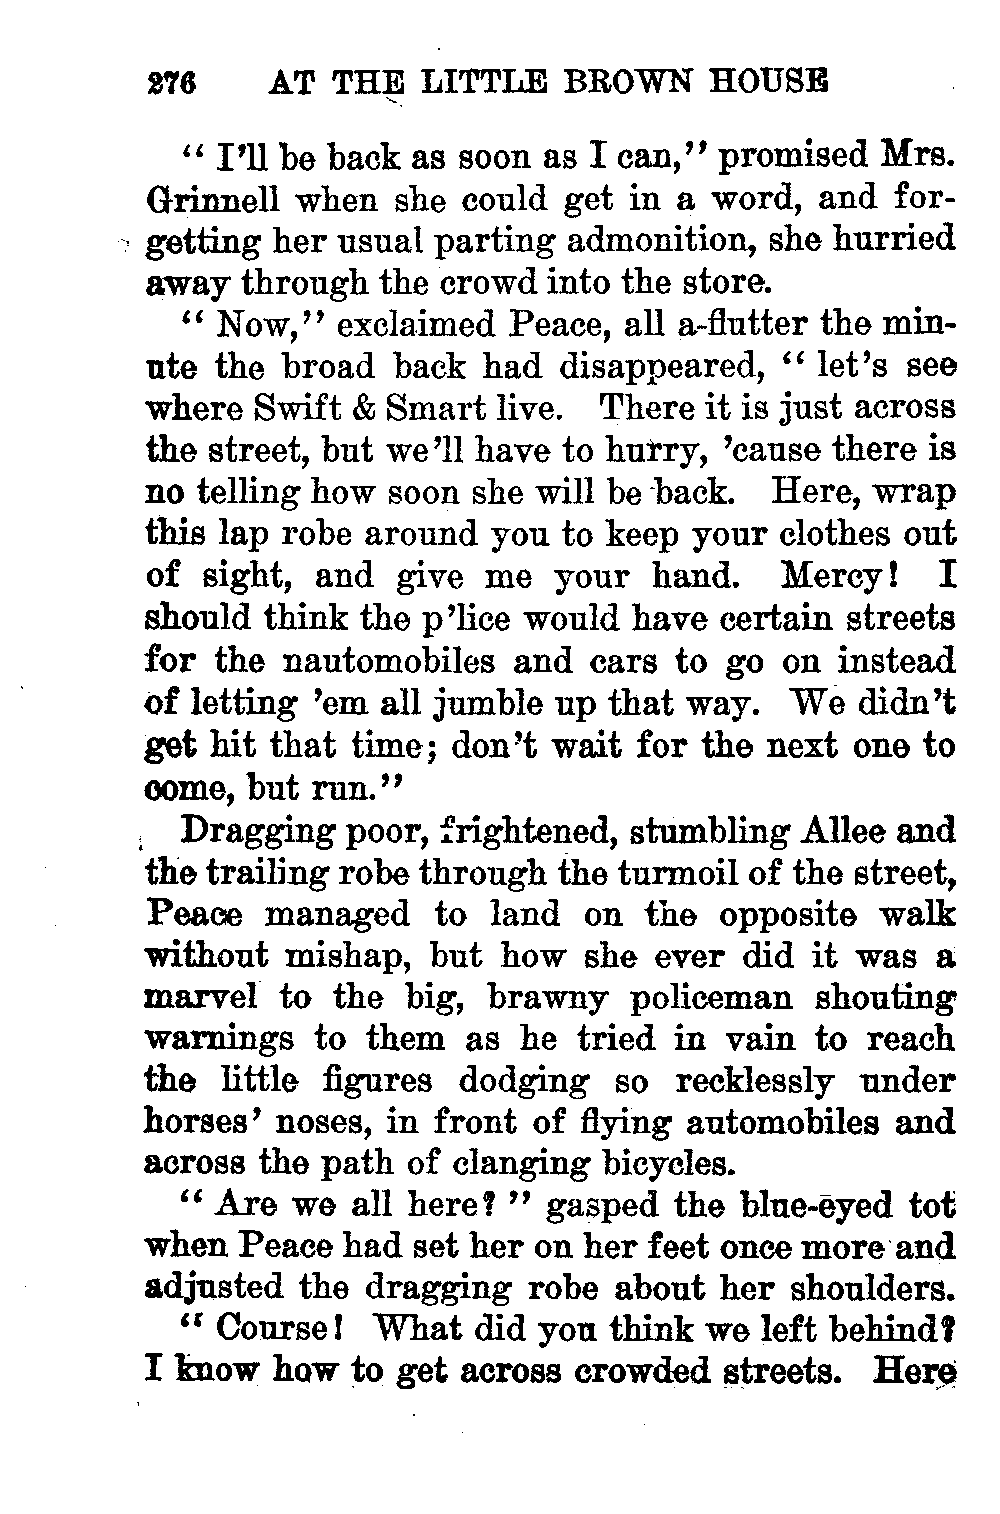 276 AT THE LITTLE BROWN HOUSE
“ I'll be back as soon as I can,” promised Mrs.
Grinnell when she could get in a word, and for-
getting her usual parting admonition, she hurried
away through the crowd into the store.
“ Now,” exclaimed Peace, all a-flutter the min-
ute the broad back had disappeared, “ let's see
where Swift & Smart live. There it is just across
the street, but we'll have to hurry, 'cause there is
no telling how soon she will be back. Here, wrap
this lap robe around you to keep your clothes out
of sight, and give me your hand. Mercy! I
should think the p'lice would have certain streets
for the nautomobiles and cars to go on instead
of letting 'em all jumble up that way. We didn't
get hit that time; don't wait for the next one to
come, but run.”
Dragging poor, frightened, stumbling Allee and
the trailing robe through the turmoil of the street,
Peace managed to land on the opposite walk
without mishap, but how she ever did it was a
marvel to the big, brawny policeman shouting
warnings to them as he tried in vain to reach
the little figures dodging so recklessly under
horses' noses, in front of flying automobiles and
across the path of clanging bicycles.
“ Are we all here? ” gasped the blue-eyed tot
when Peace had set her on her feet once more and
adjusted the dragging robe about her shoulders.
“ Course! What did you think we left behind?
I know how to get across crowded streets. Here